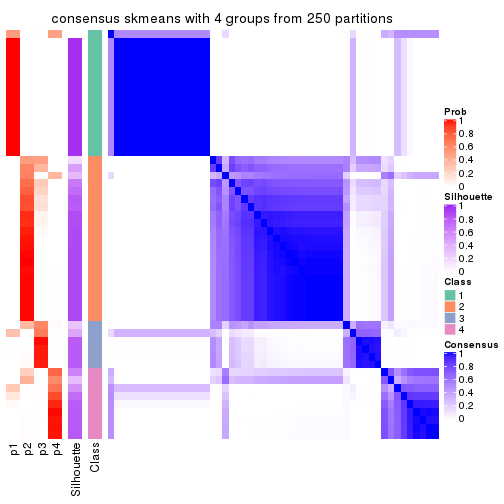 consensus skmeans with 4 groups from 250 partitions
Prob
1
0.8
0.6
0.4
0.2
0
Silhouette
1
0.8
0.6
0.4
0.2
0
Class
1
2
3
4
Consensus
1
0.8
0.6
0.4
0.2
0
p1
p2
p3
p4
Silhouette
Class